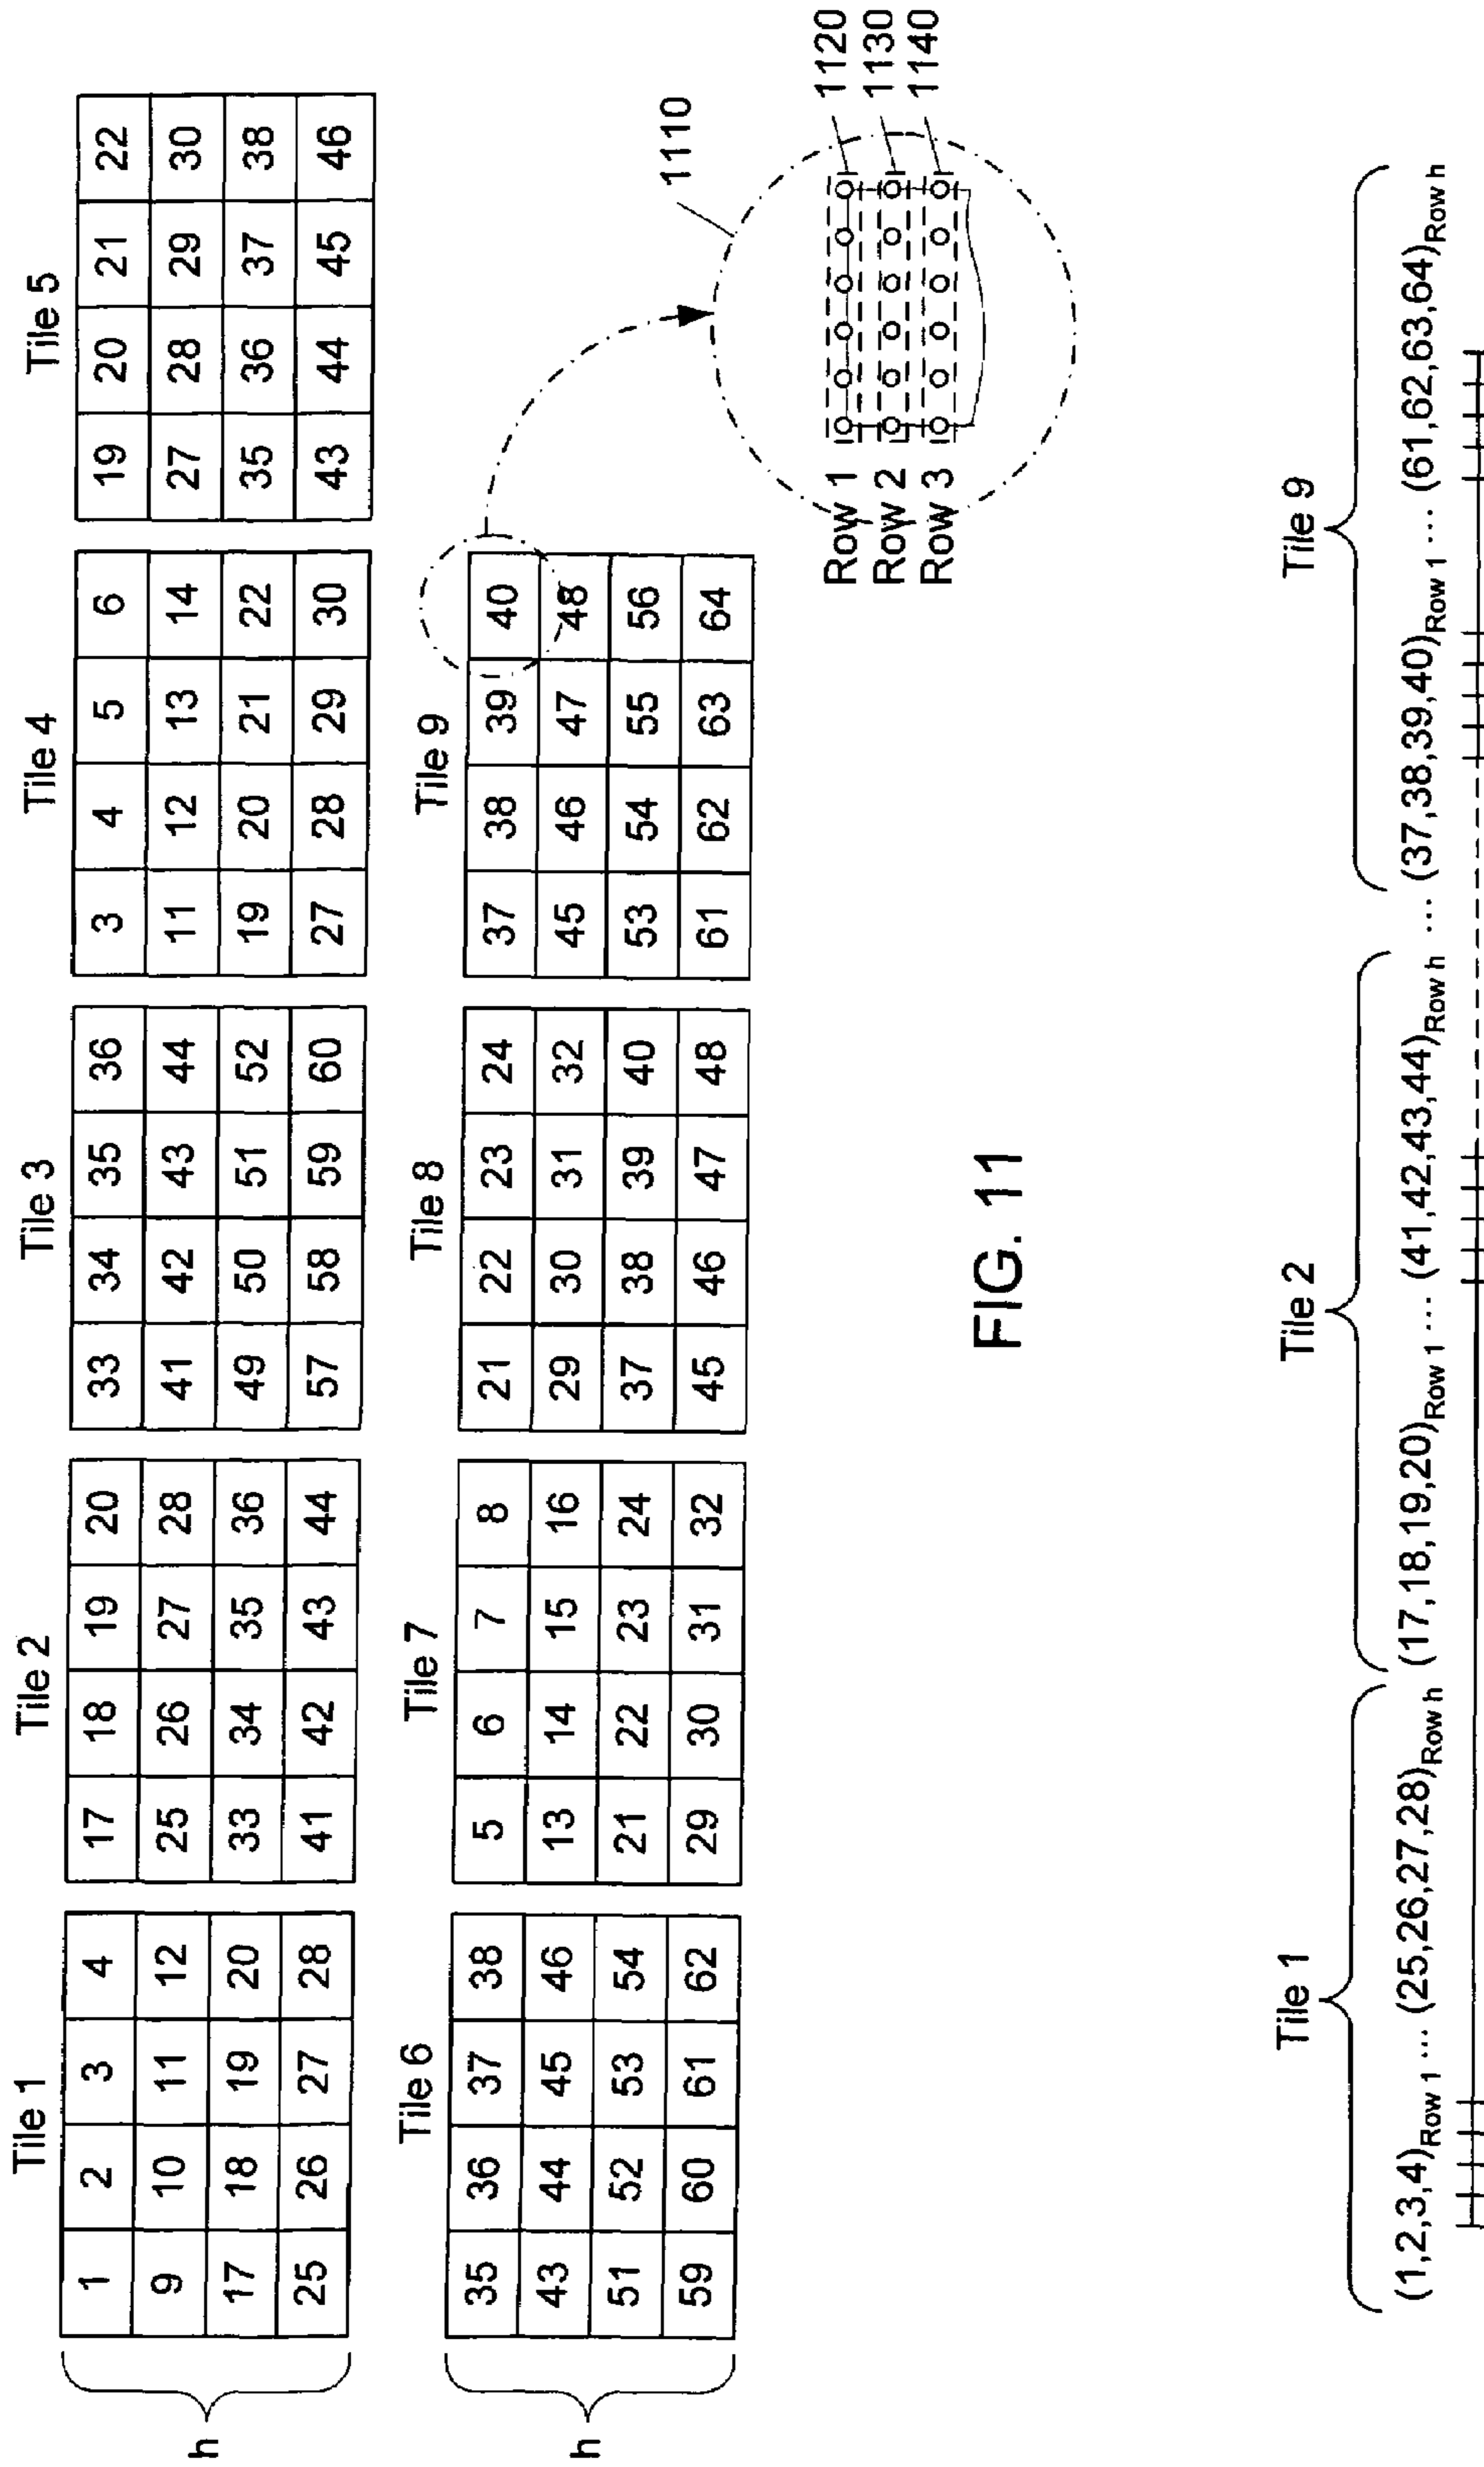 Tile 1
1 2 3 4
9 10 11 12
17 18 19 20
25 26 27 28
h
Tile 2
17 18 19 20
25 26 27 28
33 34 35 36
41 42 43 44
Tile 3
33 34 35 36
41 42 43 44
49 50 51 52
57 58 59 60
Tile 4
3 4 5 6
11 12 13 14
19 20 21 22
27 28 29 30
Tile 5
19 20 21 22
27 28 29 30
35 36 37 38
43 44 45 46
Tile 6
35 36 37 38
43 44 45 46
51 52 53 54
59 60 61 62
h
Tile 7
5 6 7 8
13 14 15 16
21 22 23 24
29 30 31 32
Tile 8
21 22 23 24
29 30 31 32
37 38 39 40
45 46 47 48
Tile 9
37 38 39 40
45 46 47 48
53 54 55 56
61 62 63 64
1110
Row 1 1120
Row 2 1130
Row 3 1140
FIG. 11
Tile 1 Tile 2 Tile 9
(1,2,3,4)Row 1 ... (25,26,27,28)Row h (17,18,19,20)Row 1 ... (41,42,43,44)Row h ... (37,38,39,40)Row 1 ... (61,62,63,64)Row h